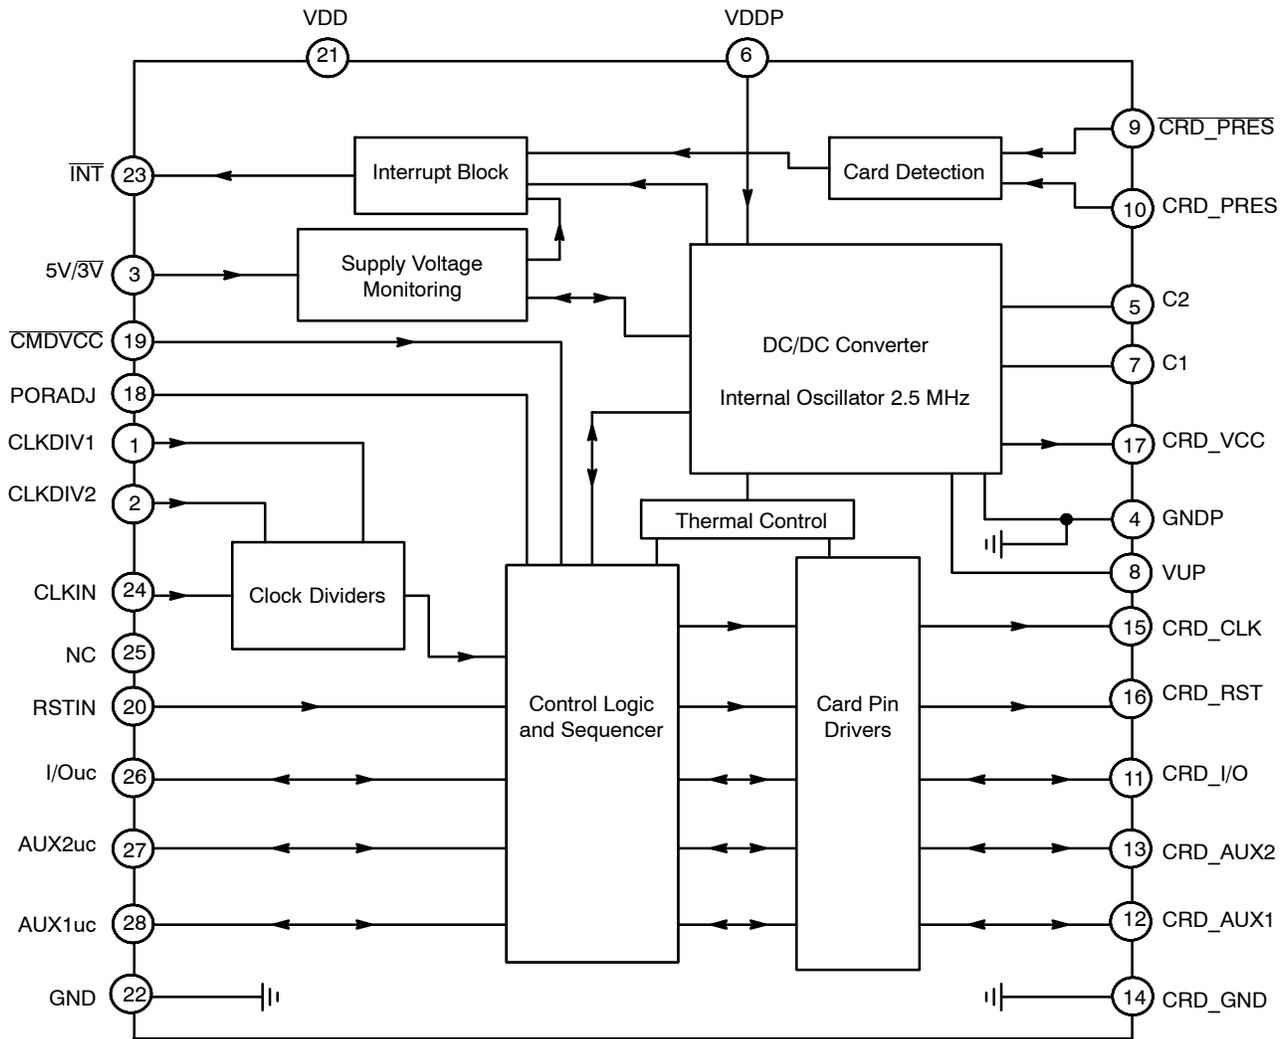 VDD
VDDP
21
6
9
CRD_PRES
INT
23
Interrupt Block
Card Detection
10
CRD_PRES
5V/3V
3
Supply Voltage
Monitoring
5
C2
CMDVCC
19
DC/DC Converter
7
C1
PORADJ
18
Internal Oscillator 2.5 MHz
CLKDIV1
1
17
CRD_VCC
CLKDIV2
2
Thermal Control
4
GNDP
CLKIN
24
Clock Dividers
8
VUP
15
CRD_CLK
NC
25
RSTIN
20
Control Logic
and Sequencer
Card Pin
Drivers
16
CRD_RST
I/Ouc
26
11
CRD_I/O
AUX2uc
27
13
CRD_AUX2
AUX1uc
28
12
CRD_AUX1
GND
22
14
CRD_GND